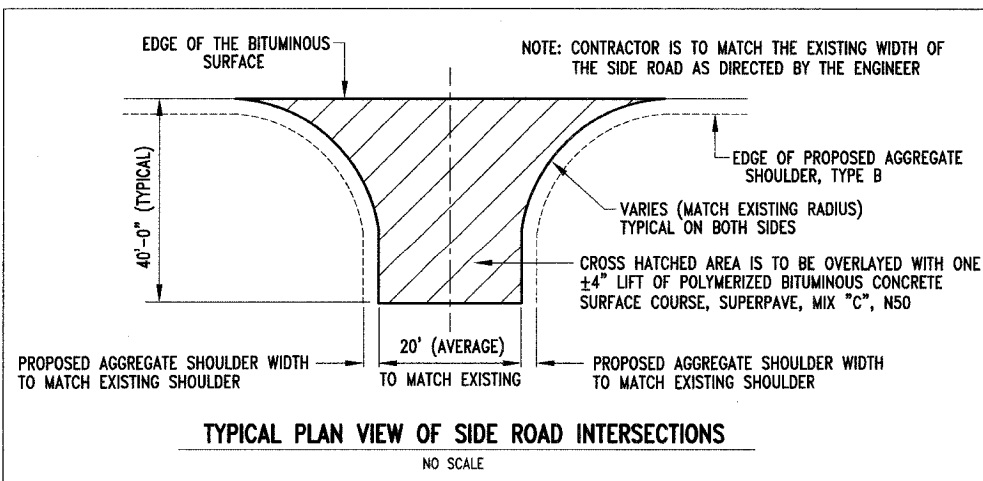 EDGE OF THE BITUMINOUS
SURFACE
NOTE: CONTRACTOR IS TO MATCH THE EXISTING WIDTH OF
THE SIDE ROAD AS DIRECTED BY THE ENGINEER
EDGE OF PROPOSED AGGREGATE
SHOULDER, TYPE B
VARIES (MATCH EXISTING RADIUS)
TYPICAL ON BOTH SIDES
40'-0" (TYPICAL)
CROSS HATCHED AREA IS TO BE OVERLAYED WITH ONE
±4" LIFT OF POLYMERIZED BITUMINOUS CONCRETE
SURFACE COURSE, SUPERPAVE, MIX "C", N50
PROPOSED AGGREGATE SHOULDER WIDTH
TO MATCH EXISTING SHOULDER
20' (AVERAGE)
TO MATCH EXISTING
PROPOSED AGGREGATE SHOULDER WIDTH
TO MATCH EXISTING SHOULDER
TYPICAL PLAN VIEW OF SIDE ROAD INTERSECTIONS
NO SCALE